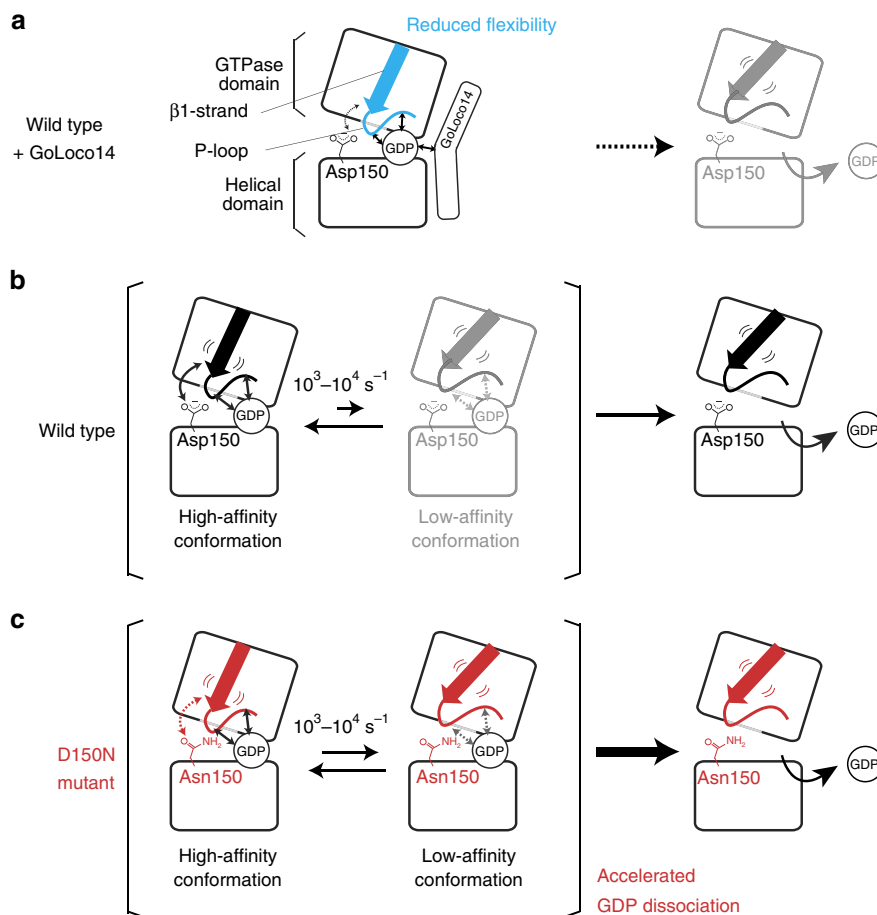 a
Reduced flexibility
GTPase
domain
β1-strand
Wild type
+ GoLoco14
P-loop
GDP
GoLoco14
Asp150
Helical
domain
Asp150
GDP
b
Wild type
10³–10⁴ s⁻¹
GDP
Asp150
GDP
Asp150
Asp150
GDP
High-affinity
conformation
Low-affinity
conformation
c
D150N
mutant
10³–10⁴ s⁻¹
O NH₂
GDP
Asn150
O NH₂
GDP
Asn150
O NH₂
Asn150
GDP
High-affinity
conformation
Low-affinity
conformation
Accelerated
GDP dissociation